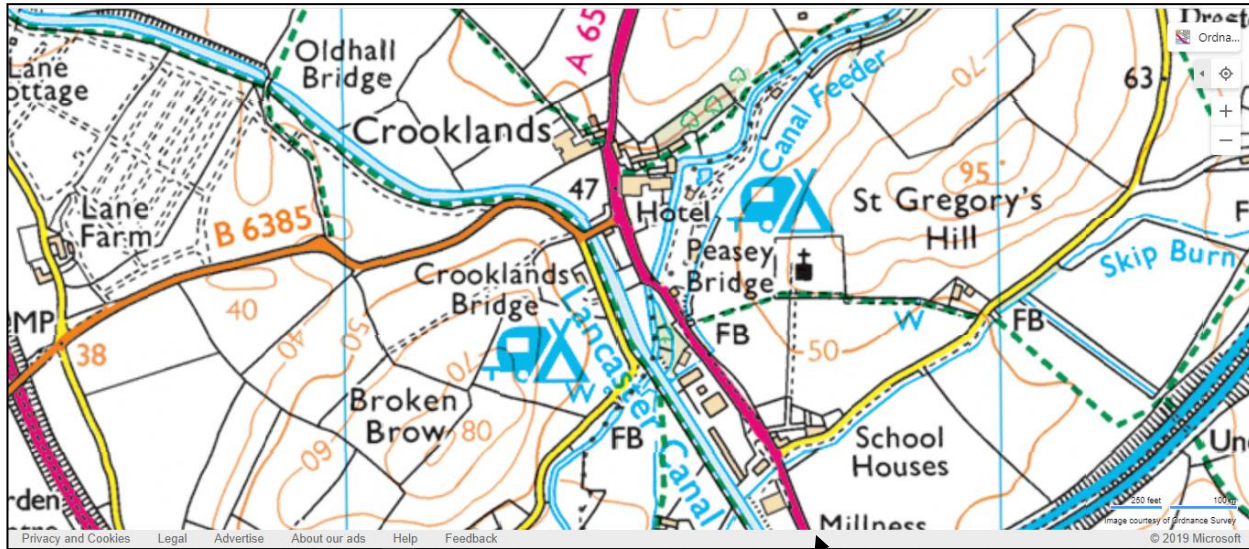 Oldhall
Bridge
A 65
Ordna...
Lane
Crooklands
Canal Feeder
70
63
95
47
Lane
Farm
B 6385
Hotel
St Gregory's
Hill
Skip Burn
Peasey
Bridge
Crooklands
Bridge
40
40
50
MP
38
FB
W
FB
50
70
Lancaster Canal
W
Broken
Brow
80
60
FB
School
Houses
Millness
250 feet
100 m
Image courtesy of Ordnance Survey
Privacy and Cookies Legal Advertise About our ads Help Feedback
© 2019 Microsoft